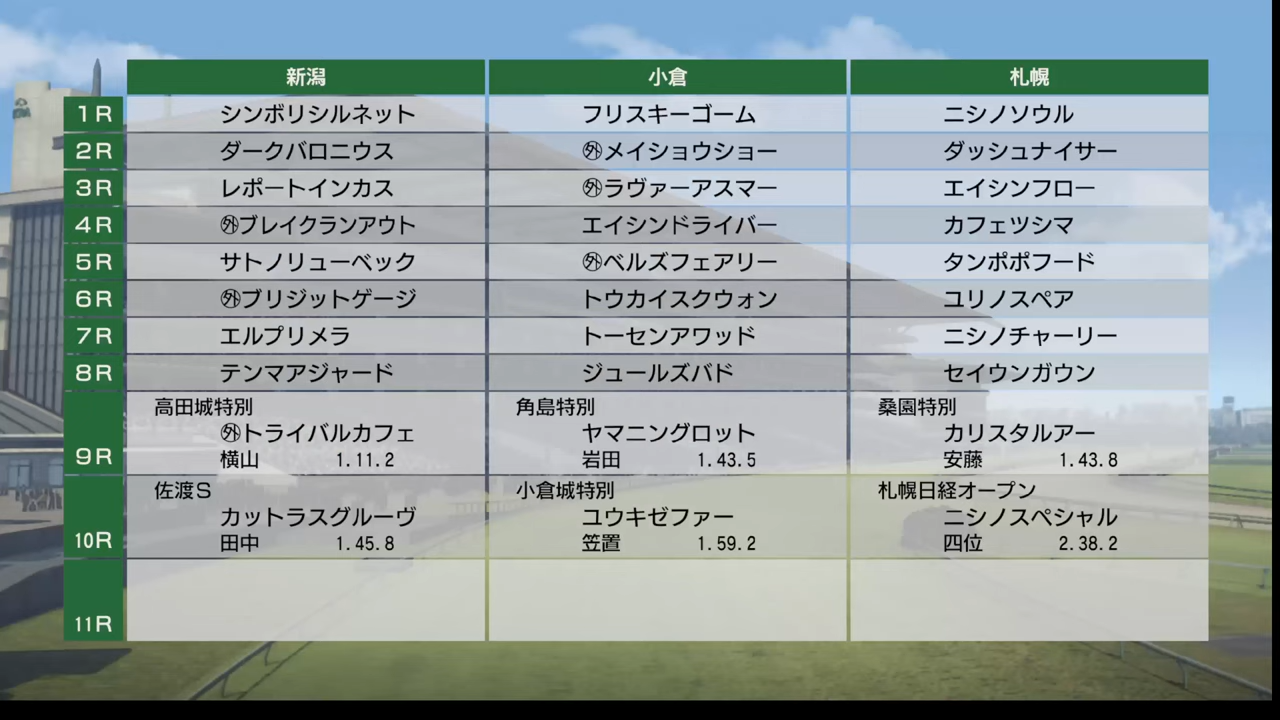 新潟 小倉 札幌
1R シンボリシルネット フリスキーゴーム ニシノソウル
2R ダークバロニウス ㊕メイショウショー ダッシュナイサー
3R レポートインカス ラヴァーアスマー エイシンフロー
4R ブレイクランアウト エイシンドライバー カフェツシマ
5R サトノリューベック ベルズフェアリー タンポポフード
6R ブリジットゲージ トウカイスクウォン ユリノスペア
7R エルプリメラ トーセンアワッド ニシノチャーリー
8R テンマアジャード ジュールズバド セイウンガウン
高田城特別 角島特別 桑園特別
トライバルカフェ ヤマニングロット カリスタルアー
9R 横山 1.11.2 岩田 1.43.5 安藤 1.43.8
佐渡S 小倉城特別 札幌日経オープン
カットラスグルーヴ ユウキゼファー ニシノスペシャル
10R 田中 1.45.8 笠置 1.59.2 四位 2.38.2
11R